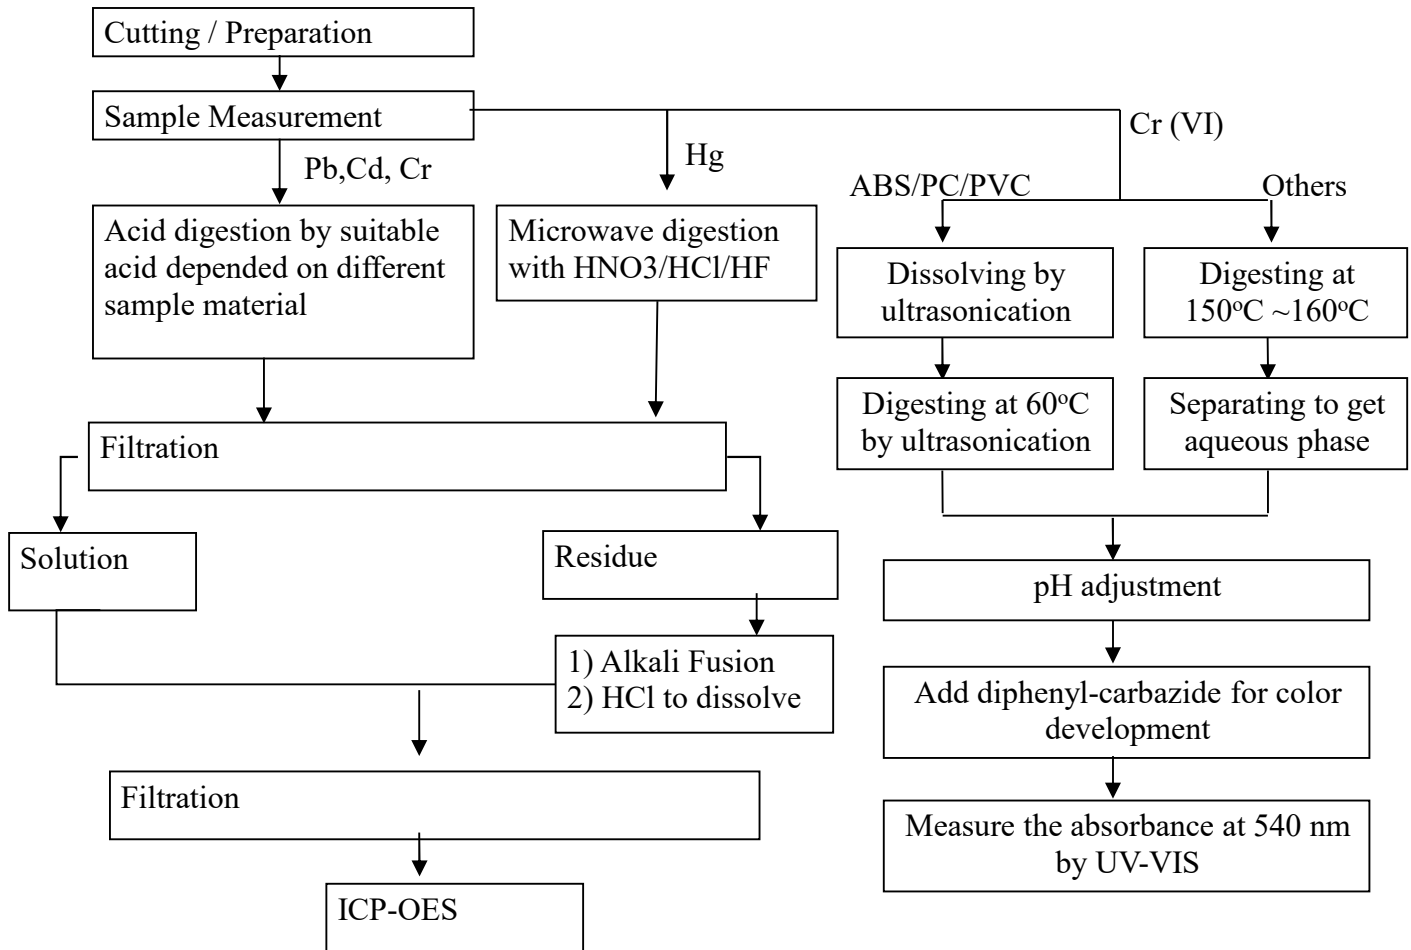 Cutting / Preparation
Sample Measurement
Pb,Cd, Cr
Hg
Cr (VI)
ABS/PC/PVC
Others
Acid digestion by suitable
acid depended on different
sample material
Microwave digestion
with HNO3/HCl/HF
Dissolving by
ultrasonication
Digesting at
150°C ~160°C
Digesting at 60°C
by ultrasonication
Separating to get
aqueous phase
Filtration
Solution
Residue
pH adjustment
1) Alkali Fusion
2) HCl to dissolve
Add diphenyl-carbazide for color
development
Filtration
Measure the absorbance at 540 nm
by UV-VIS
ICP-OES